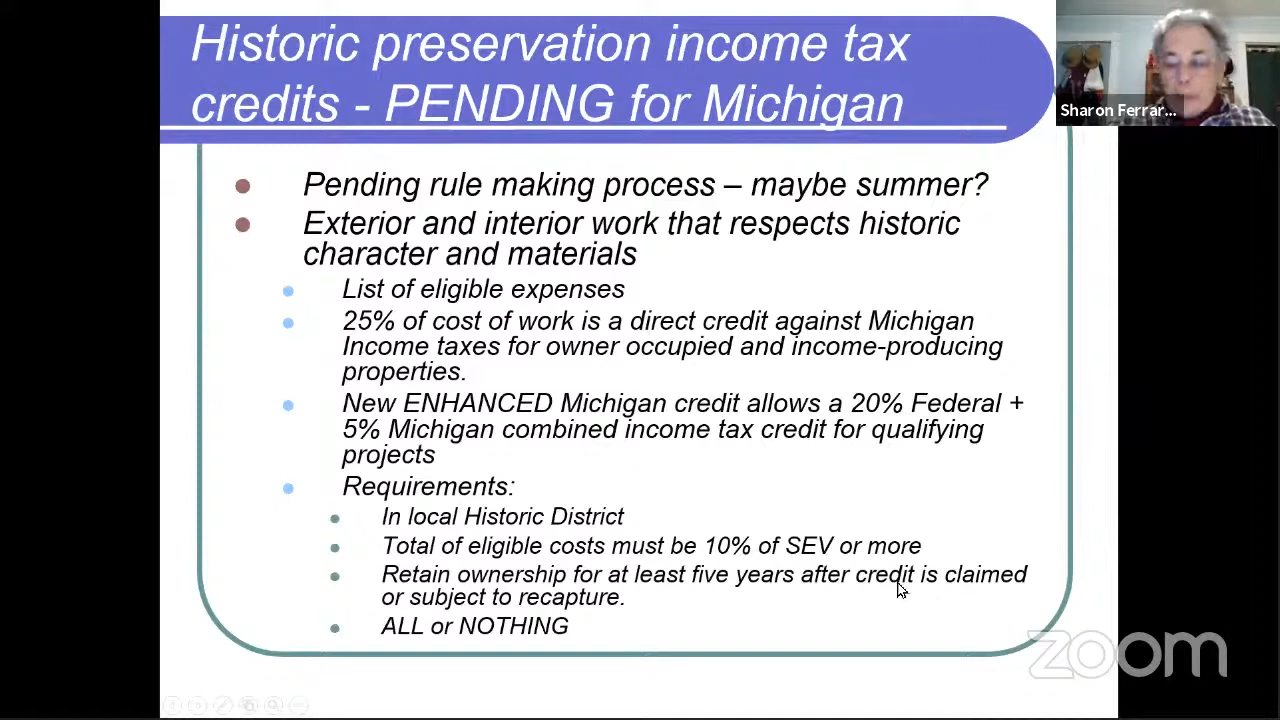 Historic preservation income tax
credits - PENDING for Michigan
Sharon Ferrar...
Pending rule making process – maybe summer?
Exterior and interior work that respects historic
character and materials
List of eligible expenses
25% of cost of work is a direct credit against Michigan
Income taxes for owner occupied and income-producing
properties.
New ENHANCED Michigan credit allows a 20% Federal +
5% Michigan combined income tax credit for qualifying
projects
Requirements:
In local Historic District
Total of eligible costs must be 10% of SEV or more
Retain ownership for at least five years after credit is claimed
or subject to recapture.
ALL or NOTHING
zoom